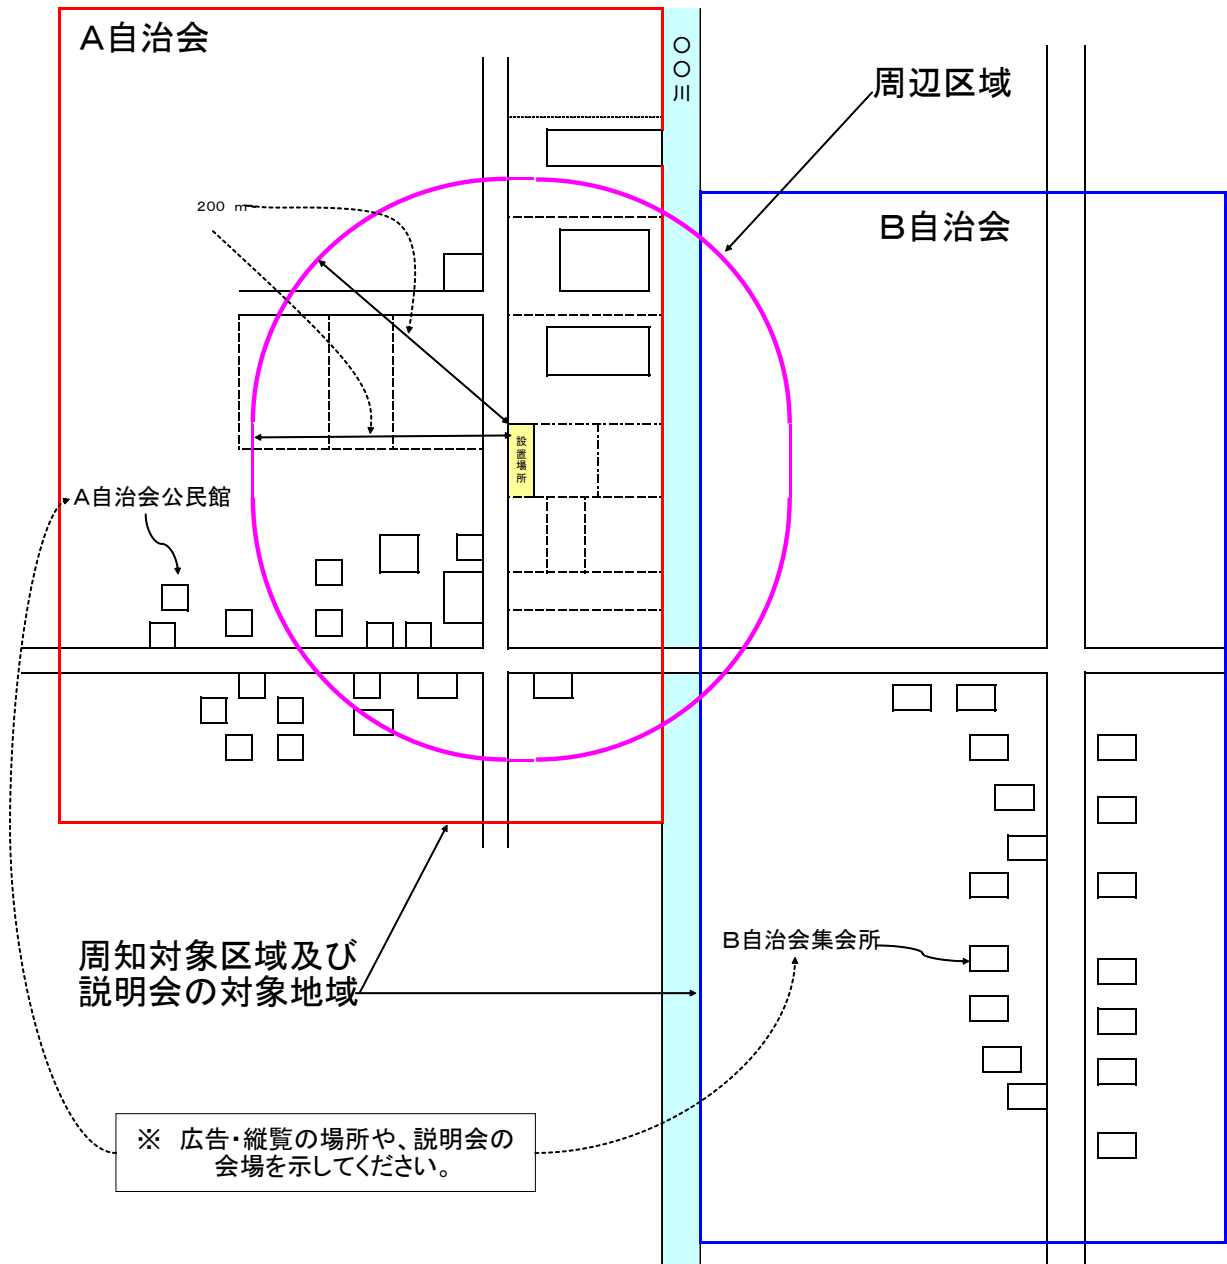 A自治会
〇〇川
周辺区域
200 m
B自治会
設置場所
A自治会公民館
B自治会集会所
周知対象区域及び
説明会の対象地域
※ 広告・縦覧の場所や、説明会の
会場を示してください。